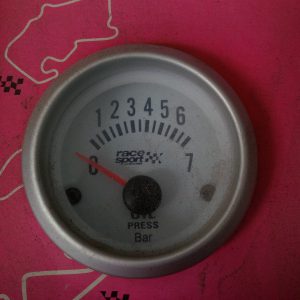 1 2 3 4 5 6
0 7
race
sport
OIL
PRESS
Bar